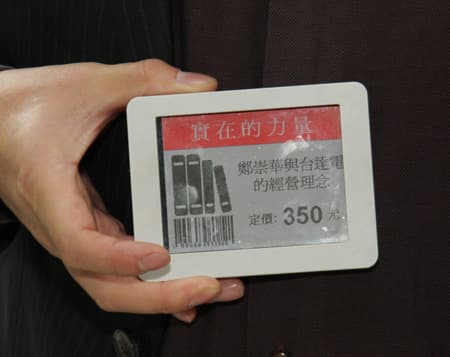 實在的力量
鄭崇華與台達電
的經營理念
定價: 350 元